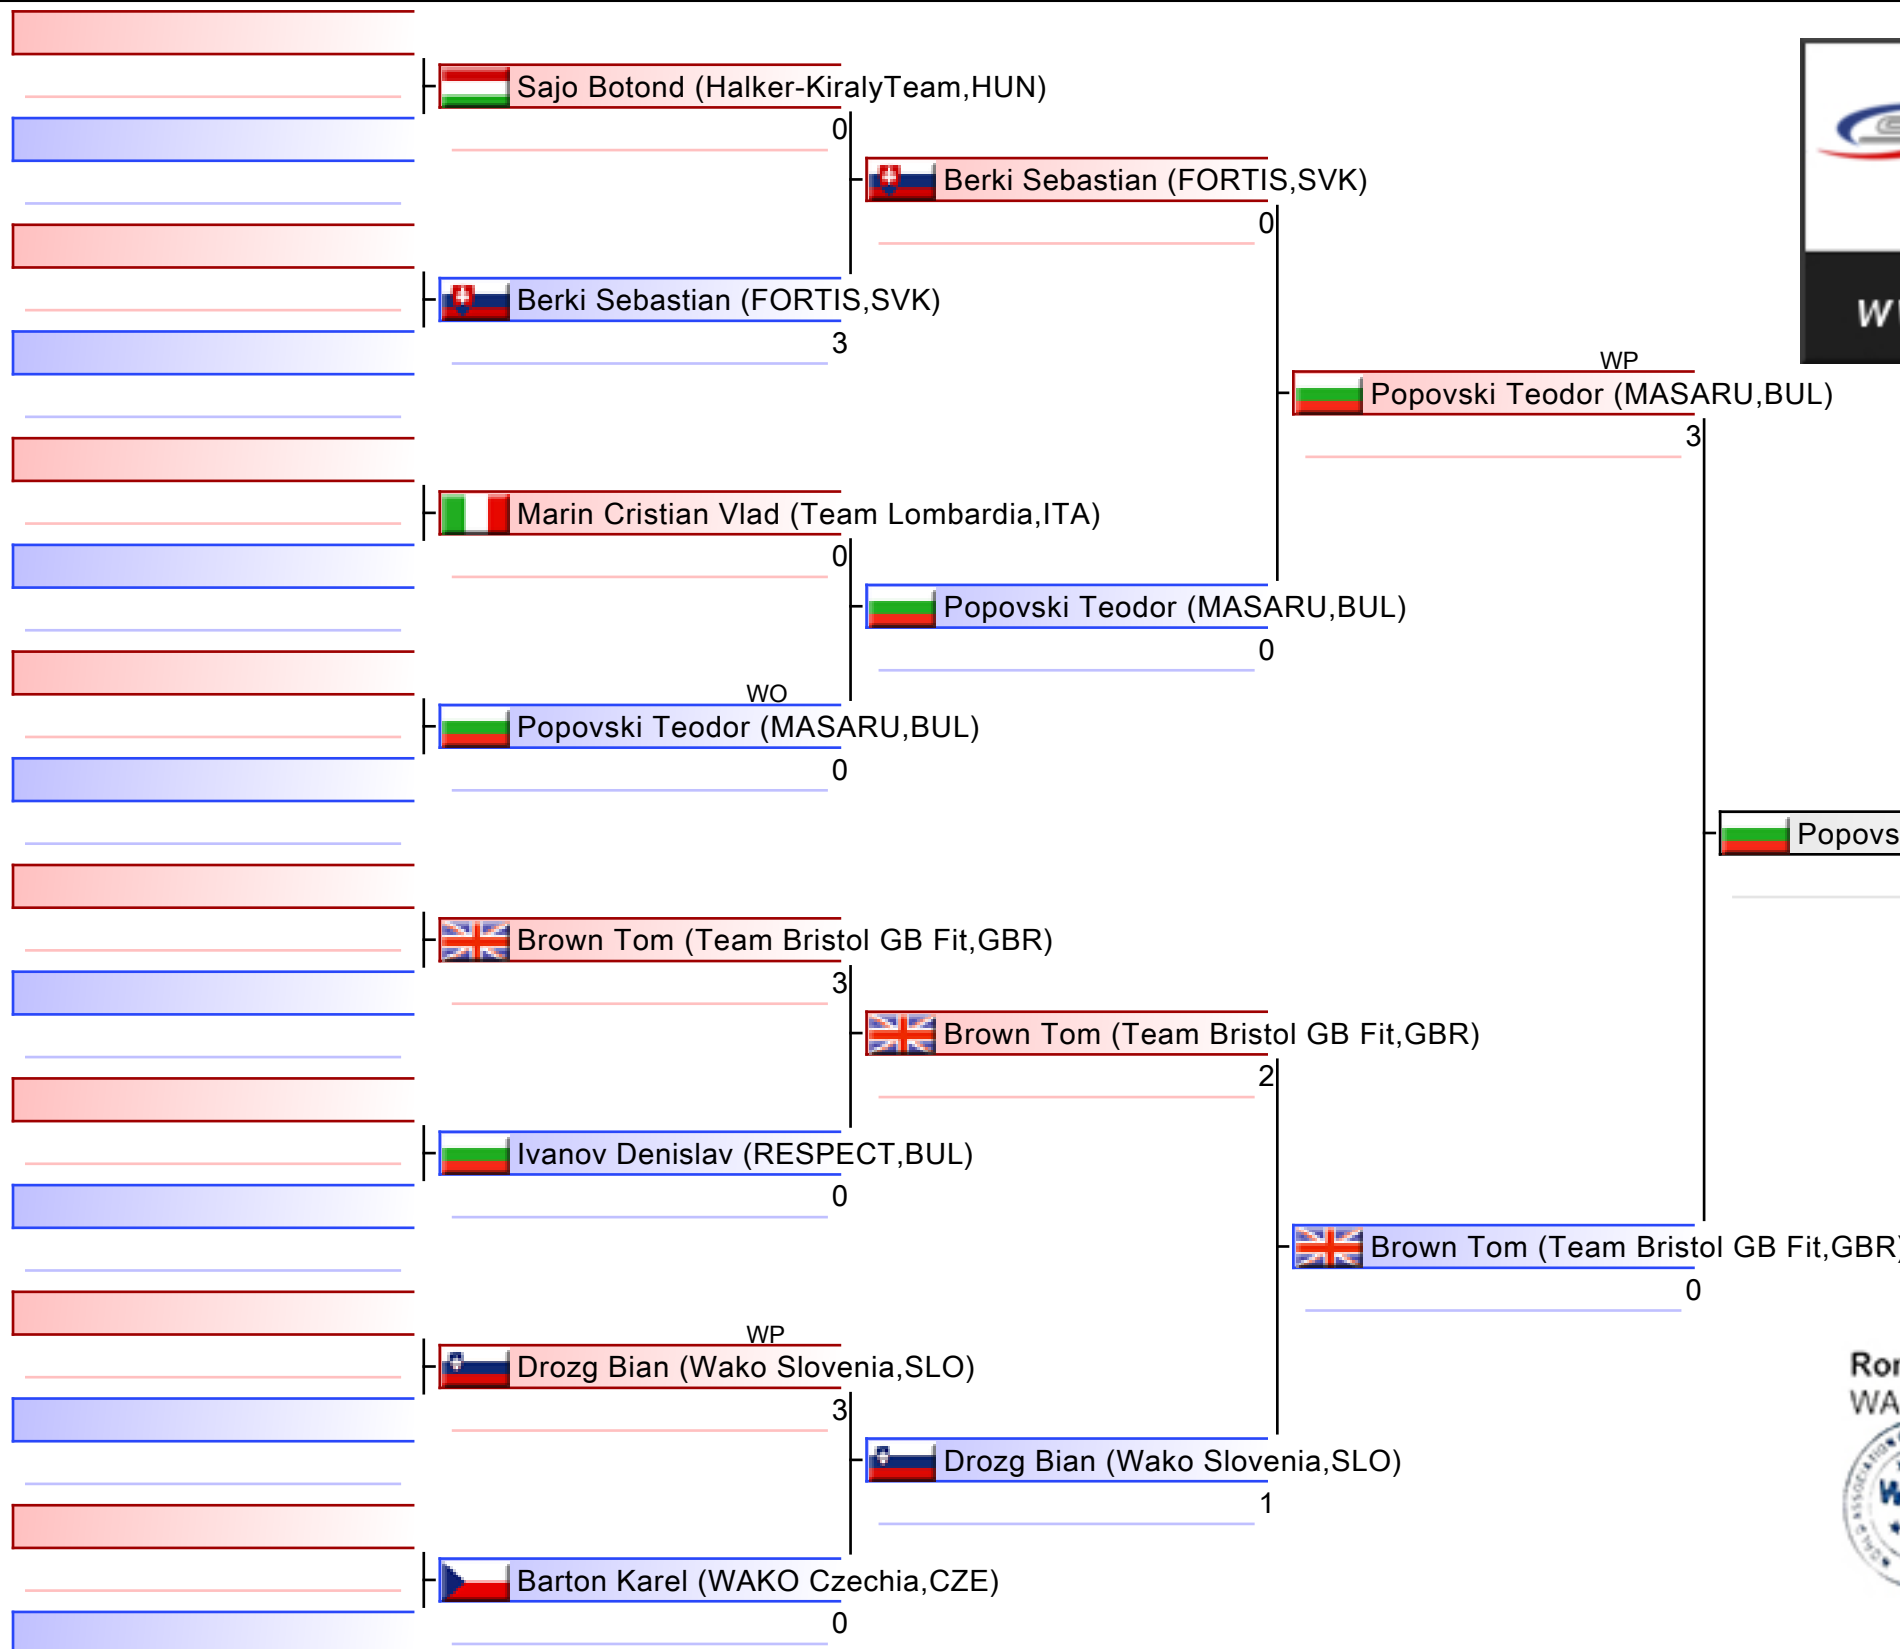 Sajo Botond (Halker-KiralyTeam,HUN)
0
Berki Sebastian (FORTIS,SVK)
0
Berki Sebastian (FORTIS,SVK)
3
WP
Popovski Teodor (MASARU,BUL)
3
Marin Cristian Vlad (Team Lombardia,ITA)
0
Popovski Teodor (MASARU,BUL)
0
WO
Popovski Teodor (MASARU,BUL)
0
Popovs
Brown Tom (Team Bristol GB Fit,GBR)
3
Brown Tom (Team Bristol GB Fit,GBR)
2
Ivanov Denislav (RESPECT,BUL)
0
Brown Tom (Team Bristol GB Fit,GBR)
0
WP
Drozg Bian (Wako Slovenia,SLO)
3
Drozg Bian (Wako Slovenia,SLO)
1
Barton Karel (WAKO Czechia,CZE)
0